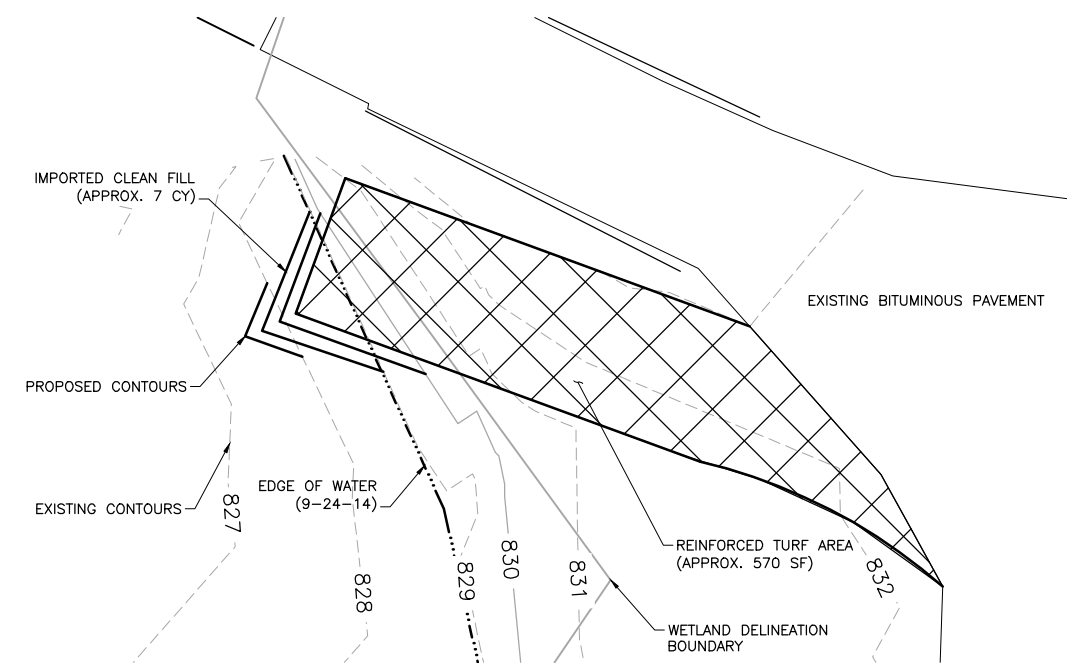 IMPORTED CLEAN FILL
(APPROX. 7 CY)
EXISTING BITUMINOUS PAVEMENT
PROPOSED CONTOURS
EDGE OF WATER
(9-24-14)
EXISTING CONTOURS
827
828
829
830
831
832
REINFORCED TURF AREA
(APPROX. 570 SF)
WETLAND DELINEATION
BOUNDARY